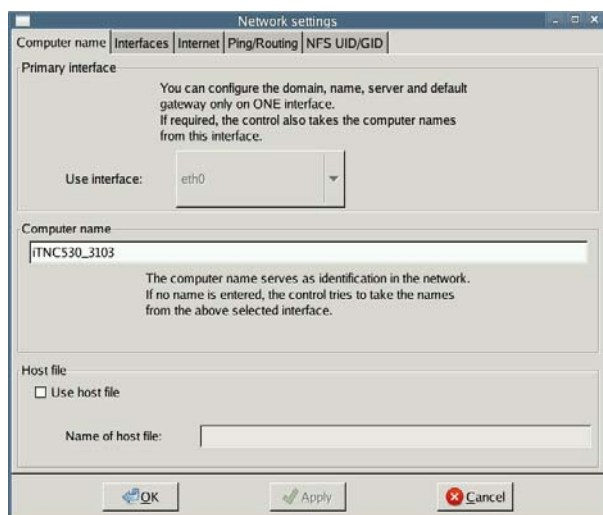 Network settings
Computer name Interfaces Internet Ping/Routing NFS UID/GID
Primary interface
You can configure the domain, name, server and default
gateway only on ONE interface.
If required, the control also takes the computer names
from this interface.
Use interface: eth0
Computer name
iTNC530_3103
The computer name serves as identification in the network.
If no name is entered, the control tries to take the names
from the above selected interface.
Host file
Use host file
Name of host file:
OK Apply Cancel